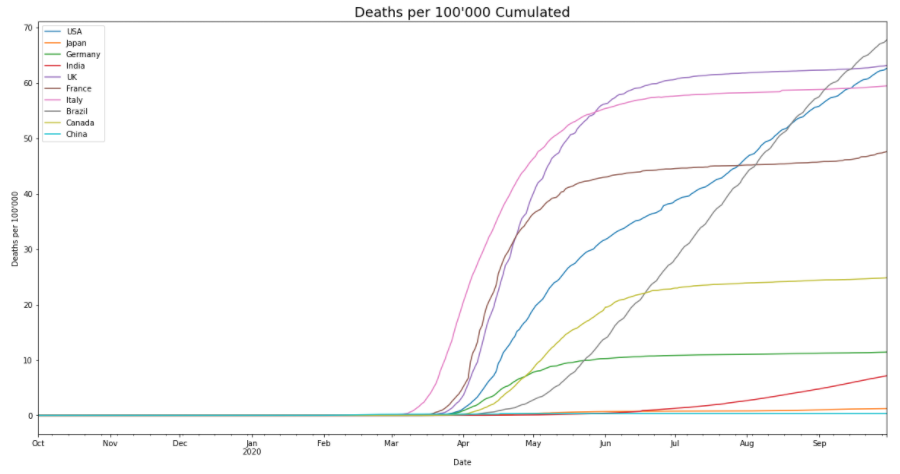 Deaths per 100'000 Cumulated
70
60
50
40
30
20
10
0
Deaths per 100'000
USA
Japan
Germany
India
UK
France
Italy
Brazil
Canada
China
Oct Nov Dec Jan Feb Mar Apr May Jun Jul Aug Sep
2020
Date